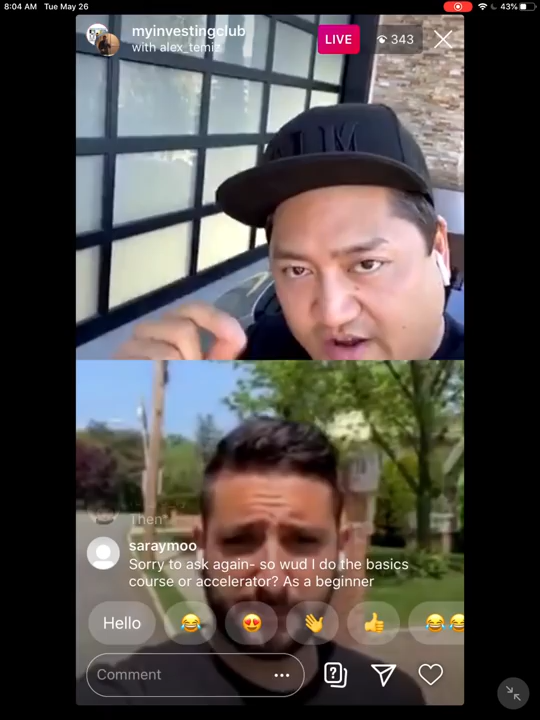 8:04 AM Tue May 26
43%
myinvestingclub
with alex_temiz
LIVE
343
Then*
saraymoo
Sorry to ask again- so wud I do the basics
course or accelerator? As a beginner
Hello
Comment